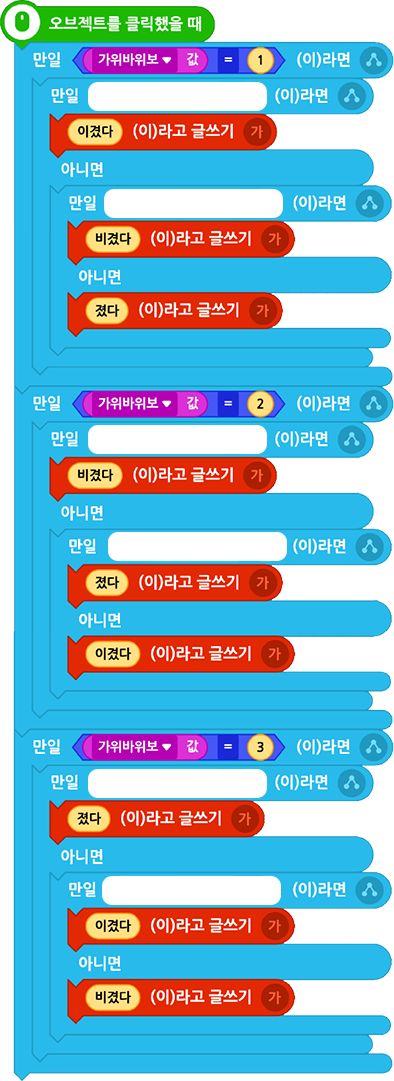 오브젝트를 클릭했을 때
만일 가위바위보 값 = 1 (이)라면
만일 (이)라면
이겼다 (이)라고 글쓰기 가
아니면
만일 (이)라면
비겼다 (이)라고 글쓰기 가
아니면
졌다 (이)라고 글쓰기 가
만일 가위바위보 값 = 2 (이)라면
만일 (이)라면
비겼다 (이)라고 글쓰기 가
아니면
만일 (이)라면
졌다 (이)라고 글쓰기 가
아니면
이겼다 (이)라고 글쓰기 가
만일 가위바위보 값 = 3 (이)라면
만일 (이)라면
졌다 (이)라고 글쓰기 가
아니면
만일 (이)라면
이겼다 (이)라고 글쓰기 가
아니면
비겼다 (이)라고 글쓰기 가